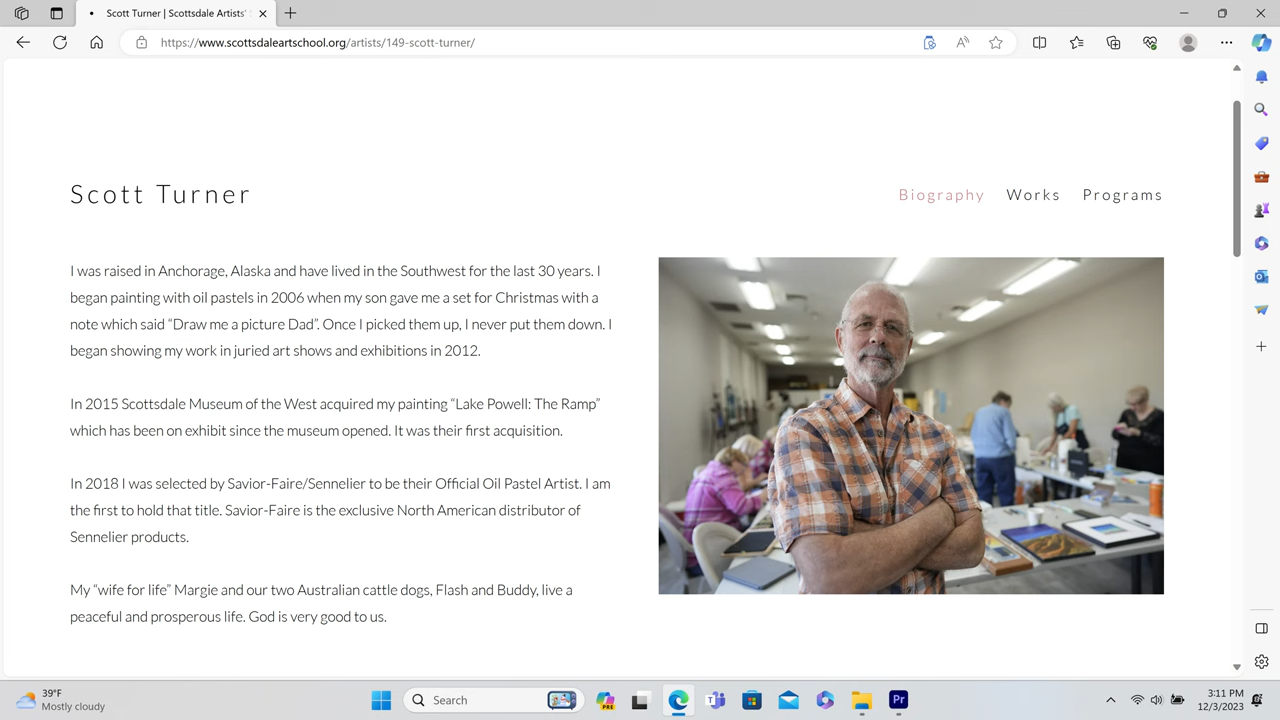 Scott Turner | Scottsdale Artists'
https://www.scottsdaleartschool.org/artists/149-scott-turner/
Scott Turner
Biography Works Programs
I was raised in Anchorage, Alaska and have lived in the Southwest for the last 30 years. I
began painting with oil pastels in 2006 when my son gave me a set for Christmas with a
note which said “Draw me a picture Dad”. Once I picked them up, I never put them down. I
began showing my work in juried art shows and exhibitions in 2012.
In 2015 Scottsdale Museum of the West acquired my painting “Lake Powell: The Ramp”
which has been on exhibit since the museum opened. It was their first acquisition.
In 2018 I was selected by Savior-Faire/Sennelier to be their Official Oil Pastel Artist. I am
the first to hold that title. Savior-Faire is the exclusive North American distributor of
Sennelier products.
My “wife for life” Margie and our two Australian cattle dogs, Flash and Buddy, live a
peaceful and prosperous life. God is very good to us.
39°F
Mostly cloudy
Search
PRE
Pr
3:11 PM
12/3/2023